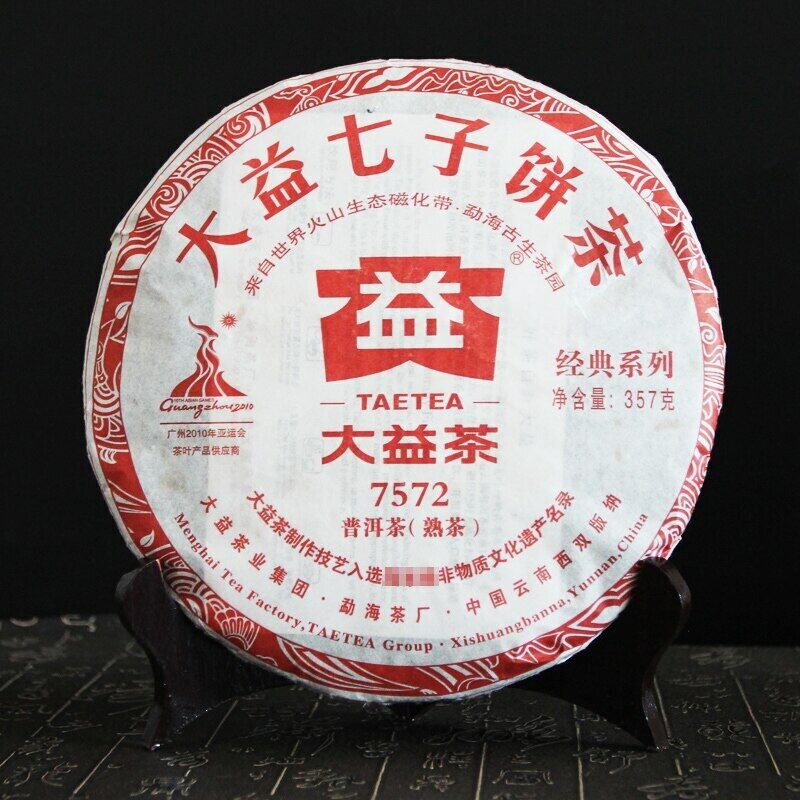 大益七子饼茶
来自世界火山生态磁化带·勐海古生茶园
®
益
TAETEA
大益茶
16TH ASIAN GAMES
Guangzhou2010
广州2010年亚运会
茶叶产品供应商
经典系列
净含量: 357克
7572
普洱茶(熟茶)
大益茶制作技艺入选
非物质文化遗产名录
大益茶业集团·勐海茶厂·中国云南西双版纳
Menghai Tea Factory,TAETEA Group · Xishuangbanna,Yunnan,China